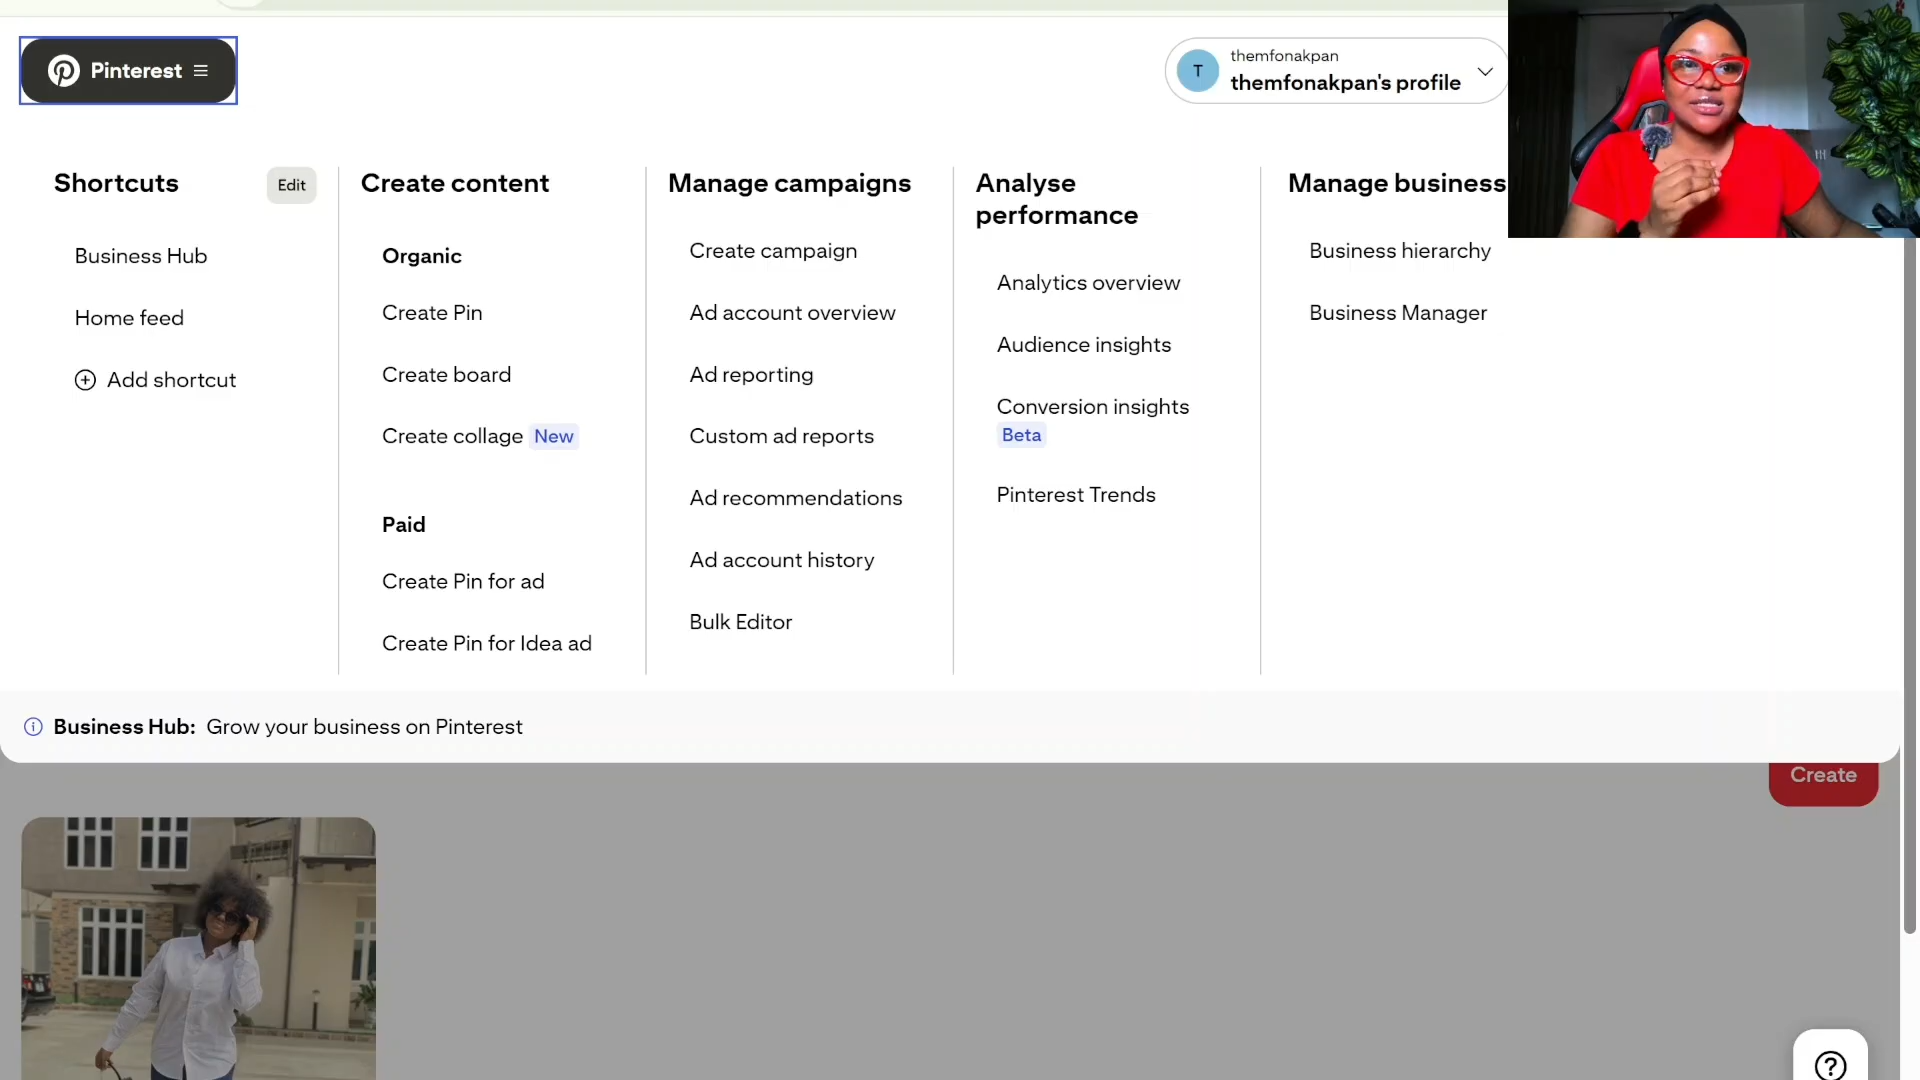 Pinterest
themfonakpan
T
themfonakpan's profile
Shortcuts
Edit
Business Hub
Home feed
Add shortcut
Create content
Organic
Create Pin
Create board
Create collage New
Paid
Create Pin for ad
Create Pin for Idea ad
Manage campaigns
Create campaign
Ad account overview
Ad reporting
Custom ad reports
Ad recommendations
Ad account history
Bulk Editor
Analyse
performance
Analytics overview
Audience insights
Conversion insights
Beta
Pinterest Trends
Manage business
Business hierarchy
Business Manager
Business Hub: Grow your business on Pinterest
Create
?